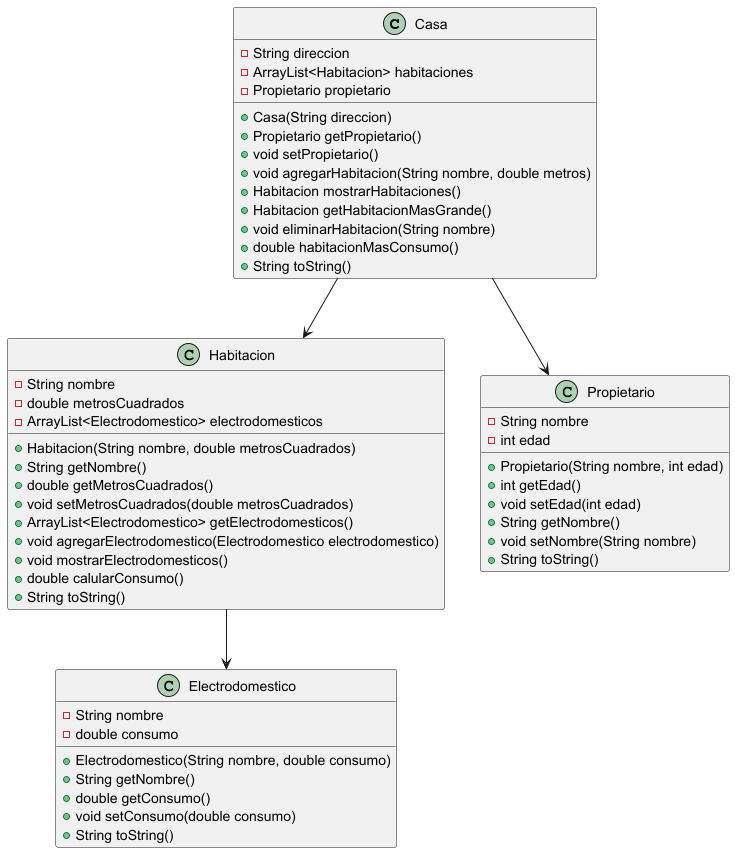 C Casa
String direccion
ArrayList<Habitacion> habitaciones
Propietario propietario
Casa(String direccion)
Propietario getPropietario()
void setPropietario()
void agregarHabitacion(String nombre, double metros)
Habitacion mostrarHabitaciones()
Habitacion getHabitacionMasGrande()
void eliminarHabitacion(String nombre)
double habitacionMasConsumo()
String toString()
C Habitacion
String nombre
double metrosCuadrados
ArrayList<Electrodomestico> electrodomesticos
Habitacion(String nombre, double metrosCuadrados)
String getNombre()
double getMetrosCuadrados()
void setMetrosCuadrados(double metrosCuadrados)
ArrayList<Electrodomestico> getElectrodomesticos()
void agregarElectrodomestico(Electrodomestico electrodomestico)
void mostrarElectrodomesticos()
double calularConsumo()
String toString()
C Propietario
String nombre
int edad
Propietario(String nombre, int edad)
int getEdad()
void setEdad(int edad)
String getNombre()
void setNombre(String nombre)
String toString()
C Electrodomestico
String nombre
double consumo
Electrodomestico(String nombre, double consumo)
String getNombre()
double getConsumo()
void setConsumo(double consumo)
String toString()